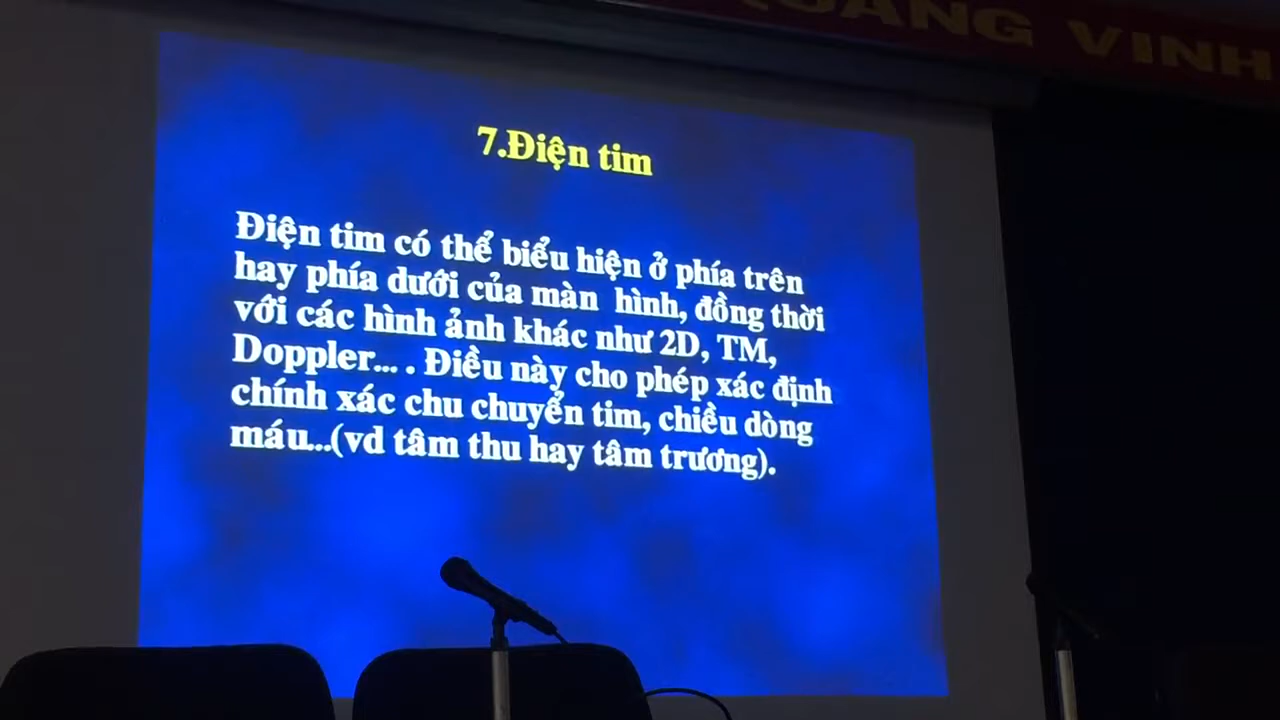 QUANG VINH
7.Điện tim
Điện tim có thể biểu hiện ở phía trên
hay phía dưới của màn hình, đồng thời
với các hình ảnh khác như 2D, TM,
Doppler... . Điều này cho phép xác định
chính xác chu chuyển tim, chiều dòng
máu...(vd tâm thu hay tâm trương).